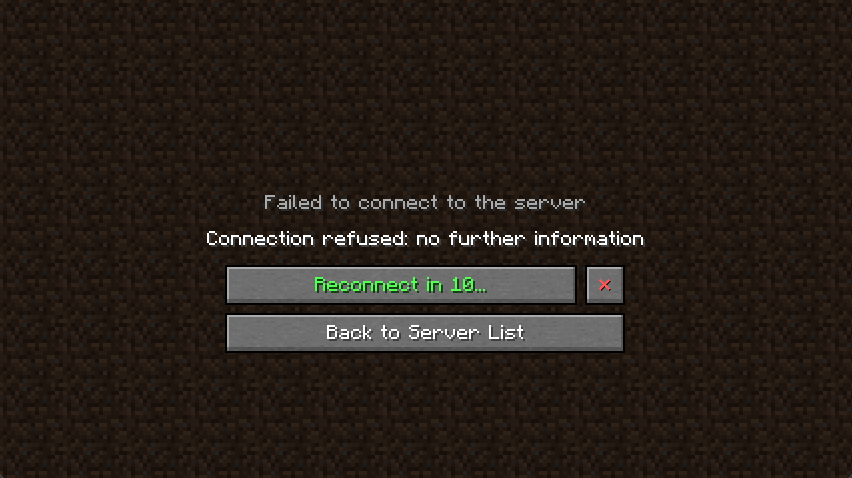 Failed to connect to the server
Connection refused: no further information
Reconnect in 10...
Back to Server List